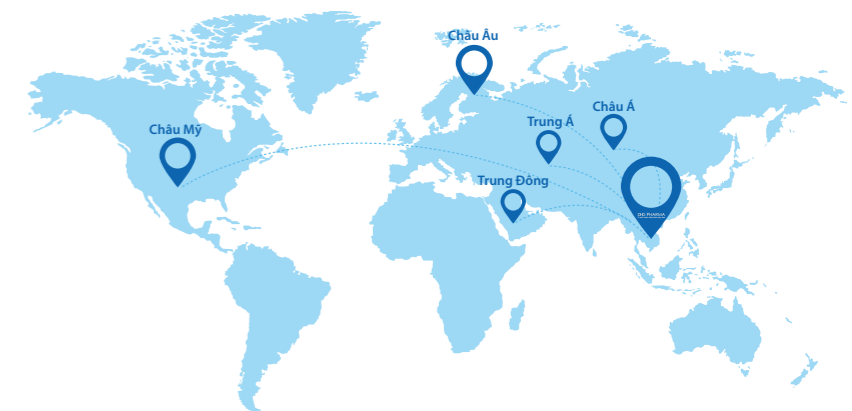 Châu Âu
Châu Mỹ
Trung Á
Châu Á
Trung Đông
DHG PHARMA